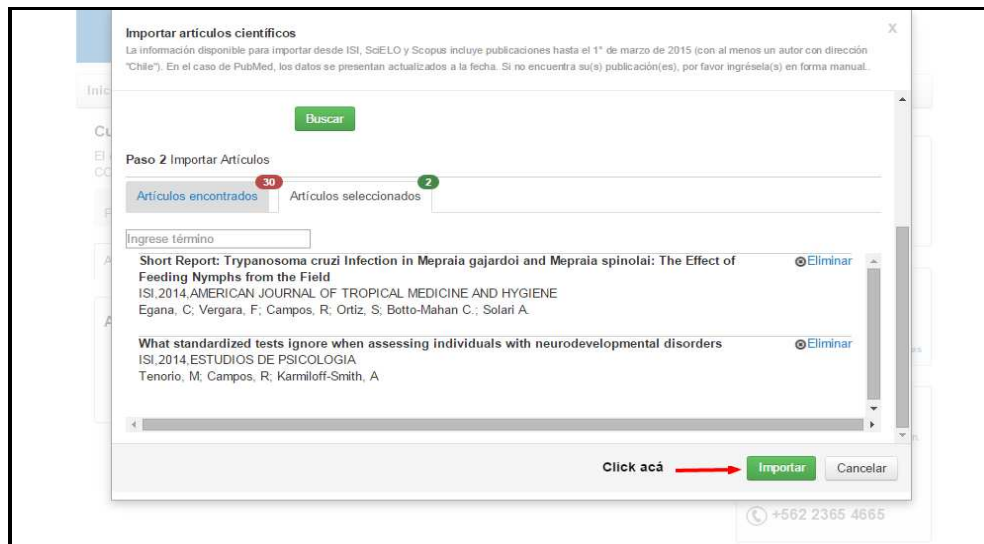 Importar artículos científicos
X
La información disponible para importar desde ISI, SciELO y Scopus incluye publicaciones hasta el 1° de marzo de 2015 (con al menos un autor con dirección
"Chile"). En el caso de PubMed, los datos se presentan actualizados a la fecha. Si no encuentra su(s) publicación(es), por favor ingrésela(s) en forma manual.
Buscar
Paso 2 Importar Artículos
Artículos encontrados 30
Artículos seleccionados 2
Ingrese término
Short Report: Trypanosoma cruzi Infection in Mepraia gajardoi and Mepraia spinolai: The Effect of
Feeding Nymphs from the Field
Eliminar
ISI,2014,AMERICAN JOURNAL OF TROPICAL MEDICINE AND HYGIENE
Egana, C; Vergara, F; Campos, R; Ortiz, S; Botto-Mahan C.; Solari A.
What standardized tests ignore when assessing individuals with neurodevelopmental disorders
Eliminar
ISI,2014,ESTUDIOS DE PSICOLOGIA
Tenorio, M; Campos, R; Karmiloff-Smith, A
Click acá
Importar
Cancelar
+562 2365 4665